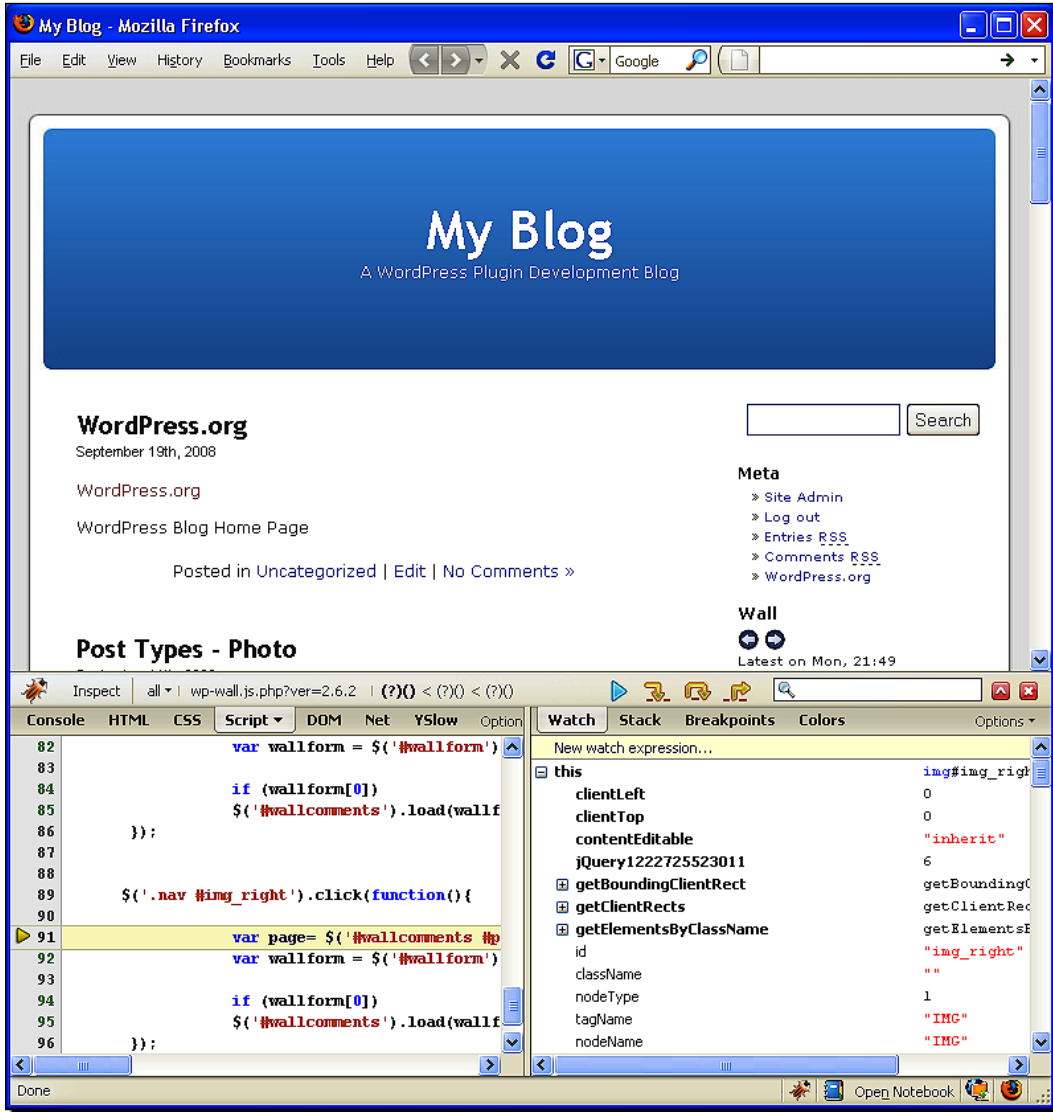 My Blog - Mozilla Firefox
File Edit View History Bookmarks Tools Help G Google
My Blog
A WordPress Plugin Development Blog
WordPress.org
September 19th, 2008
WordPress.org
WordPress Blog Home Page
Posted in Uncategorized | Edit | No Comments »
Post Types - Photo
Search
Meta
» Site Admin
» Log out
» Entries RSS
» Comments RSS
» WordPress.org
Wall
Latest on Mon, 21:49
Inspect all wp-wall.js.php?ver=2.6.2 (?)() < (?)() < (?)()
Console HTML CSS Script DOM Net YSlow Option
82 var wallform = $('#wallform')
83
84 if (wallform[0])
85 $('#wallcomments').load(wallf
86 });
87
88
89 $('.nav #img_right').click(function(){
90
91 var page= $('#wallcomments #p
92 var wallform = $('#wallform')
93
94 if (wallform[0])
95 $('#wallcomments').load(wallf
96 });
Watch Stack Breakpoints Colors Options
New watch expression...
this img#img_righ
clientLeft 0
clientTop 0
contentEditable "inherit"
jQuery1222725523011 6
getBoundingClientRect getBounding
getClientRects getClientRec
getElementsByClassName getElementsB
id "img_right"
className ""
nodeType 1
tagName "IMG"
nodeName "IMG"
Done Open Notebook